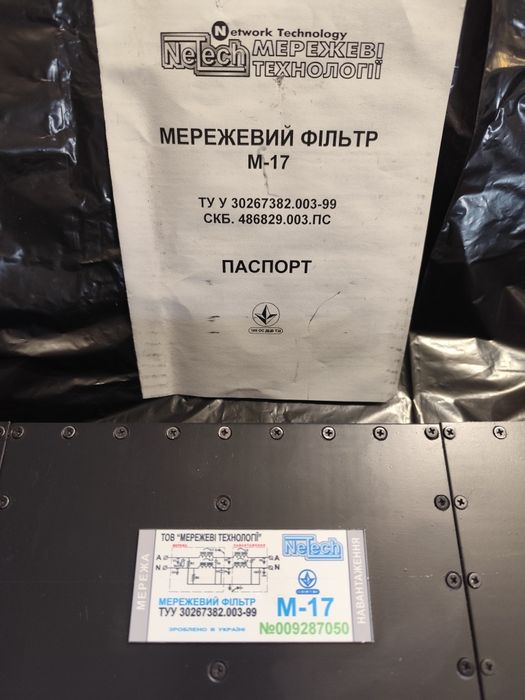 Network Technology
NeTech МЕРЕЖЕВІ
ТЕХНОЛОГІЇ
МЕРЕЖЕВИЙ ФІЛЬТР
М-17
ТУ У 30267382.003-99
СКБ. 486829.003.ПС
ПАСПОРТ
ТОВ "МЕРЕЖЕВІ ТЕХНОЛОГІЇ"
NeTech
МЕРЕЖА
A
A
N
N
НАВАНТАЖЕННЯ
МЕРЕЖЕВИЙ ФІЛЬТР
ТУУ 30267382.003-99
М-17
ЗРОБЛЕНО В УКРАЇНІ
№009287050